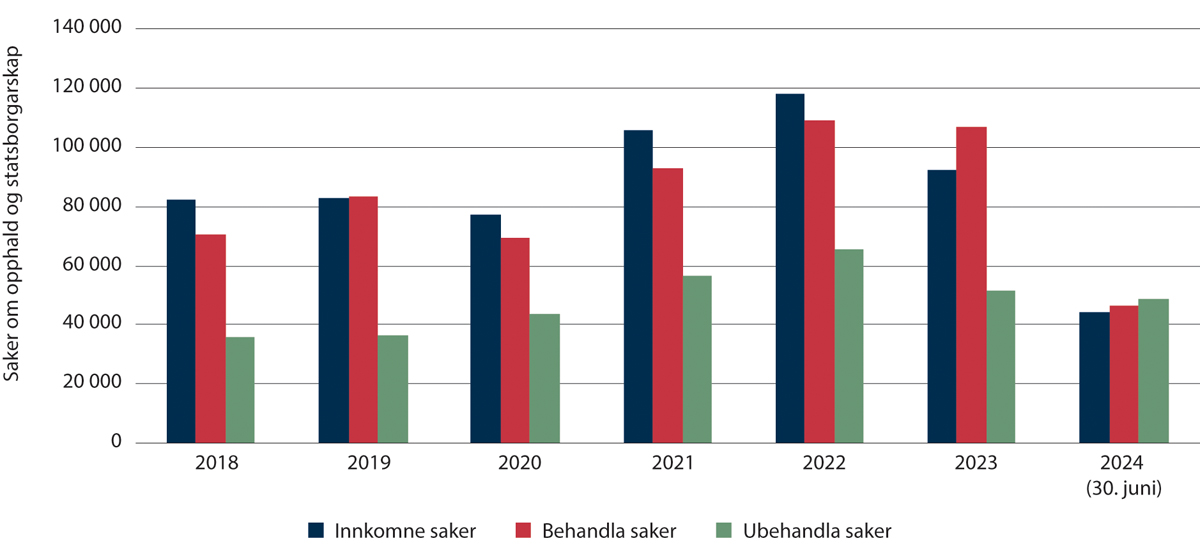 Saker om opphald og statsborgarskap
140 000
120 000
100 000
80 000
60 000
40 000
20 000
0
2018 2019 2020 2021 2022 2023 2024
(30. juni)
Innkomne saker Behandla saker Ubehandla saker